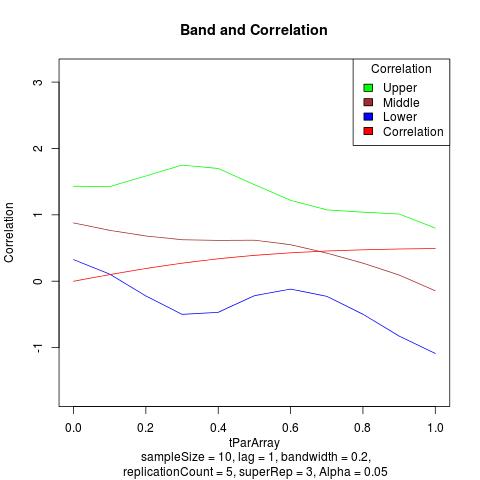 Band and Correlation
Correlation
Upper
Middle
Lower
Correlation
Correlation
3
2
1
0
-1
0.0 0.2 0.4 0.6 0.8 1.0
tParArray
sampleSize = 10, lag = 1, bandwidth = 0.2,
replicationCount = 5, superRep = 3, Alpha = 0.05